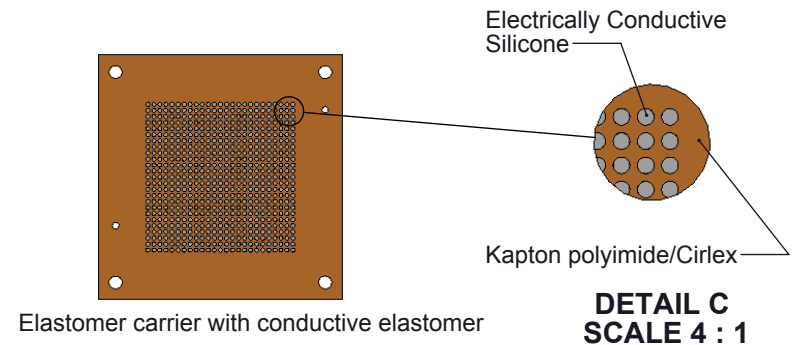 Electrically Conductive
Silicone
Kapton polyimide/Cirlex
Elastomer carrier with conductive elastomer
DETAIL C
SCALE 4 : 1